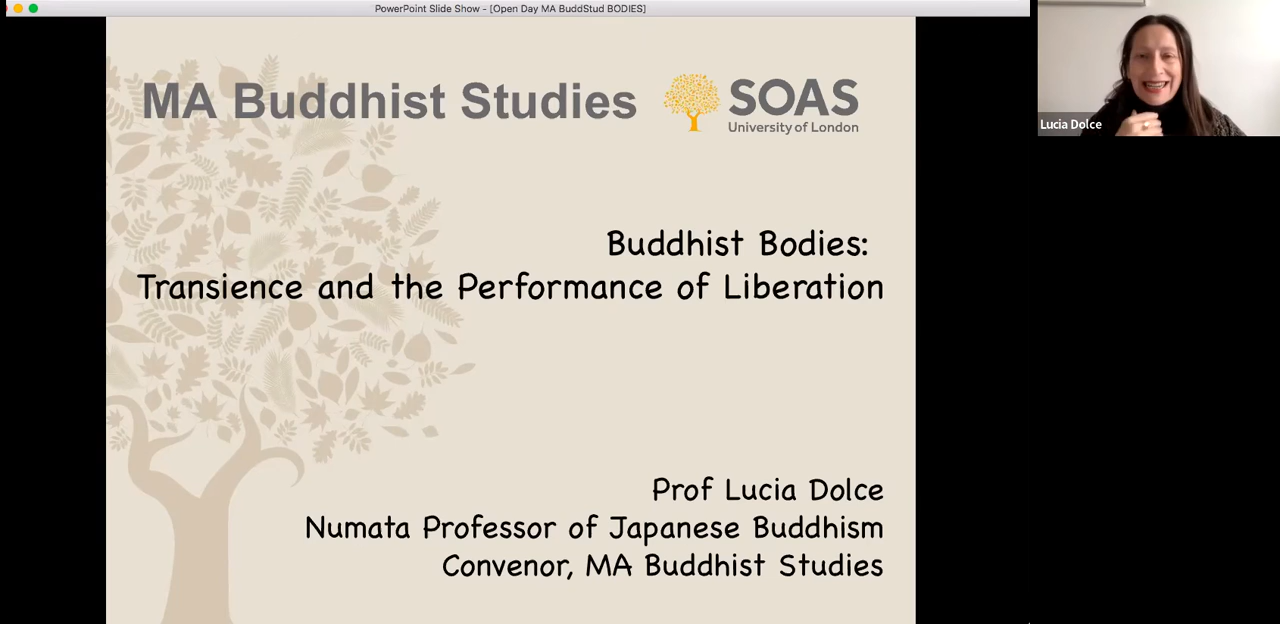 PowerPoint Slide Show - [Open Day MA BuddStud BODIES]
MA Buddhist Studies
SOAS
University of London
Lucia Dolce
Buddhist Bodies:
Transience and the Performance of Liberation
Prof Lucia Dolce
Numata Professor of Japanese Buddhism
Convenor, MA Buddhist Studies